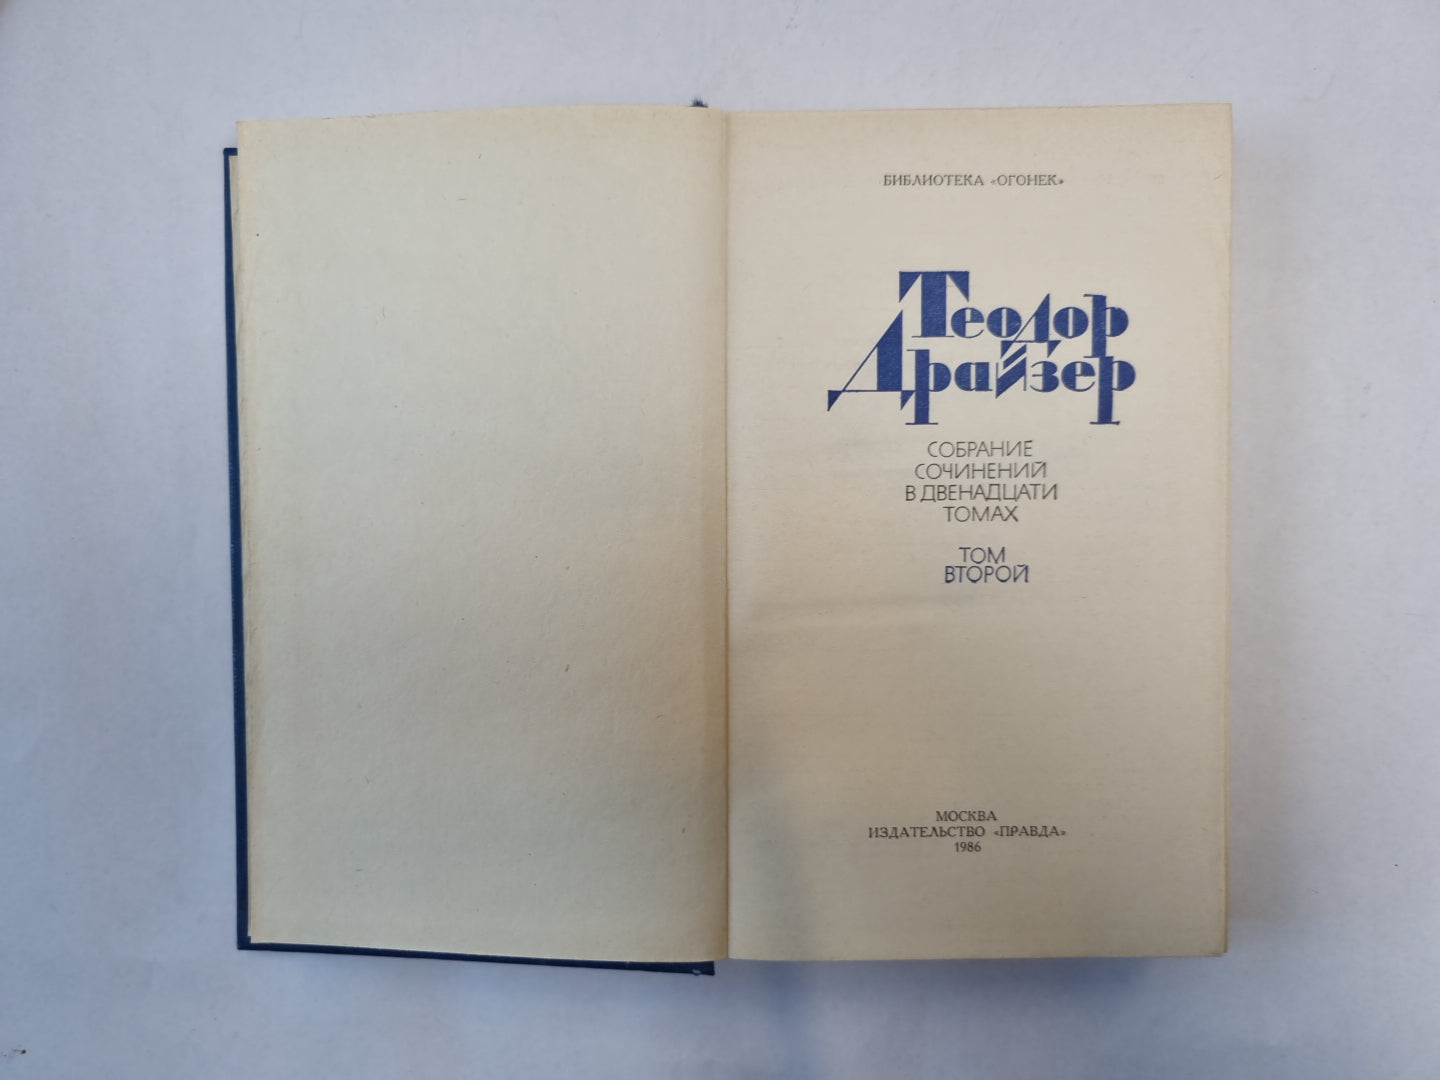 БИБЛИОТЕКА «ОГОНЕК»
Теодор
Драйзер
СОБРАНИЕ
СОЧИНЕНИЙ
В ДВЕНАДЦАТИ
ТОМАХ
ТОМ
ВТОРОЙ
МОСКВА
ИЗДАТЕЛЬСТВО «ПРАВДА»
1986